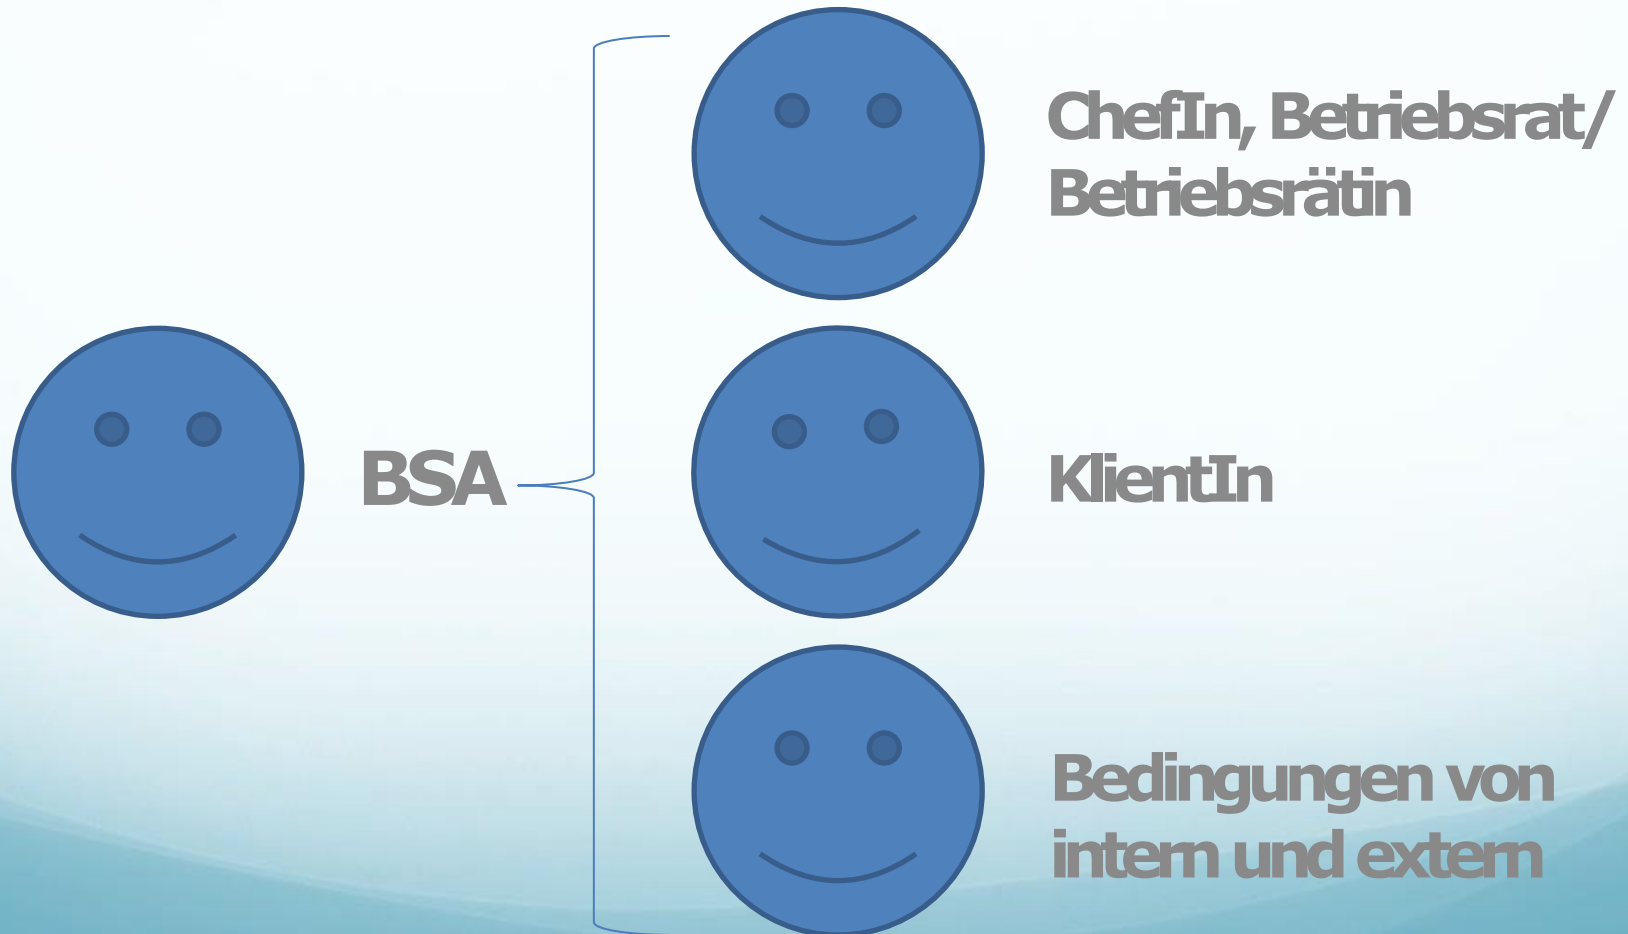 ChefIn, Betriebsrat/
Betriebsrätin
BSA
KlientIn
Bedingungen von
intern und extern